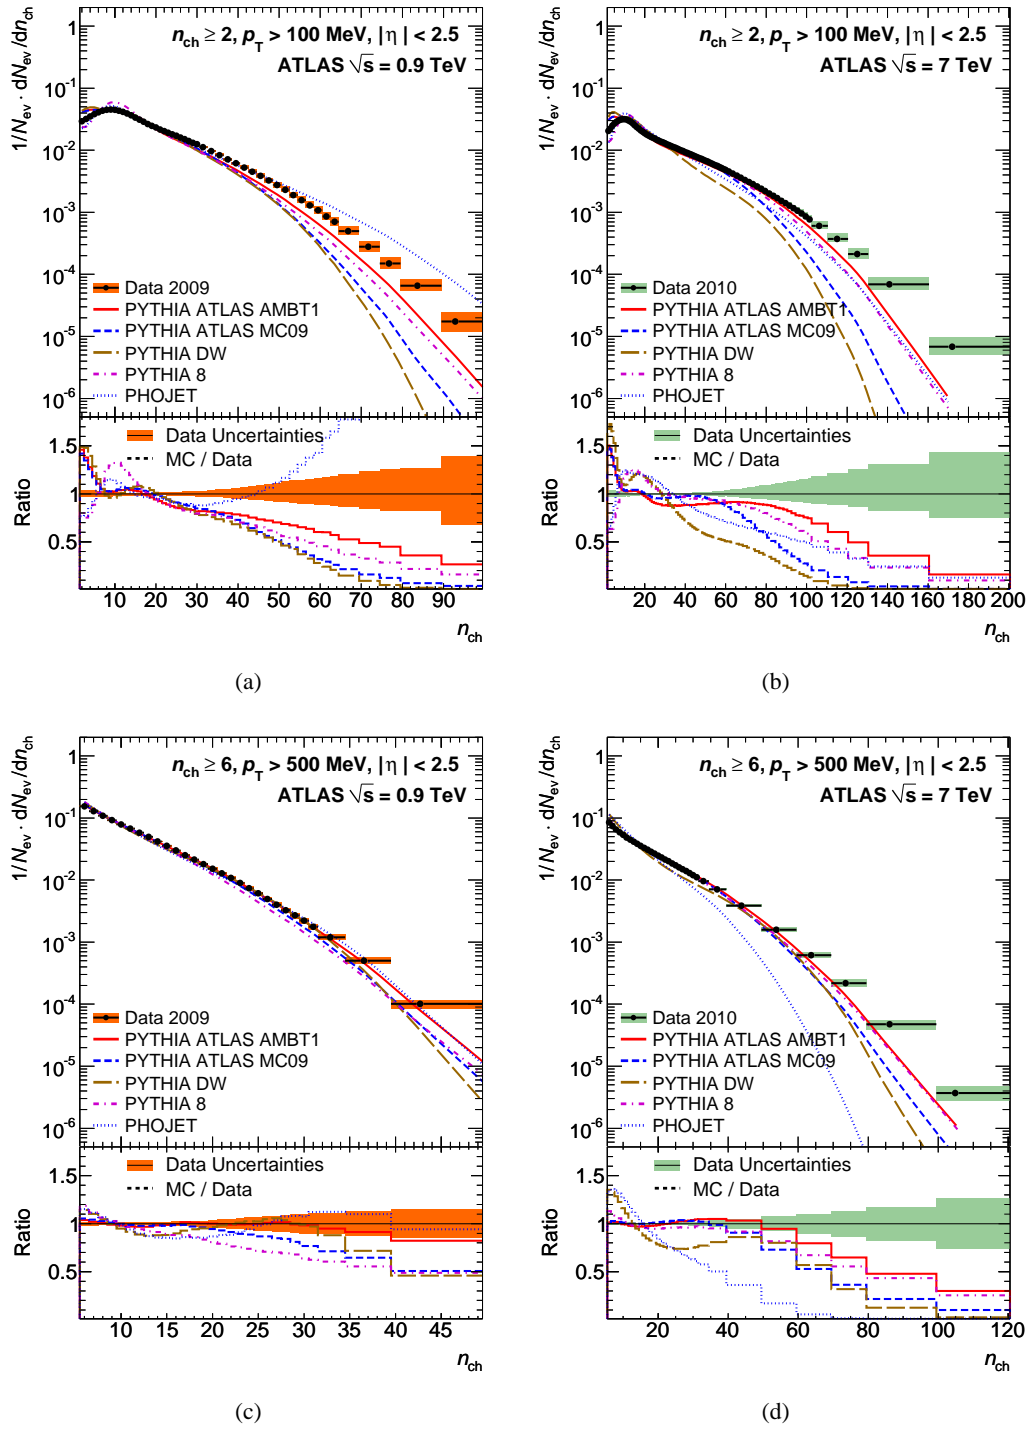 n_ch ≥ 2, p_T > 100 MeV, |η| < 2.5
ATLAS √s = 0.9 TeV
1/N_ev · dN_ev/dn_ch
1
10^-1
10^-2
10^-3
10^-4
10^-5
10^-6
Data 2009
PYTHIA ATLAS AMBT1
PYTHIA ATLAS MC09
PYTHIA DW
PYTHIA 8
PHOJET
Data Uncertainties
MC / Data
Ratio
1.5
1
0.5
10 20 30 40 50 60 70 80 90
n_ch
(a)
n_ch ≥ 2, p_T > 100 MeV, |η| < 2.5
ATLAS √s = 7 TeV
1/N_ev · dN_ev/dn_ch
1
10^-1
10^-2
10^-3
10^-4
10^-5
10^-6
Data 2010
PYTHIA ATLAS AMBT1
PYTHIA ATLAS MC09
PYTHIA DW
PYTHIA 8
PHOJET
Data Uncertainties
MC / Data
Ratio
1.5
1
0.5
20 40 60 80 100 120 140 160 180 200
n_ch
(b)
n_ch ≥ 6, p_T > 500 MeV, |η| < 2.5
ATLAS √s = 0.9 TeV
1/N_ev · dN_ev/dn_ch
1
10^-1
10^-2
10^-3
10^-4
10^-5
10^-6
Data 2009
PYTHIA ATLAS AMBT1
PYTHIA ATLAS MC09
PYTHIA DW
PYTHIA 8
PHOJET
Data Uncertainties
MC / Data
Ratio
1.5
1
0.5
10 15 20 25 30 35 40 45
n_ch
(c)
n_ch ≥ 6, p_T > 500 MeV, |η| < 2.5
ATLAS √s = 7 TeV
1/N_ev · dN_ev/dn_ch
1
10^-1
10^-2
10^-3
10^-4
10^-5
10^-6
Data 2010
PYTHIA ATLAS AMBT1
PYTHIA ATLAS MC09
PYTHIA DW
PYTHIA 8
PHOJET
Data Uncertainties
MC / Data
Ratio
1.5
1
0.5
20 40 60 80 100 120
n_ch
(d)